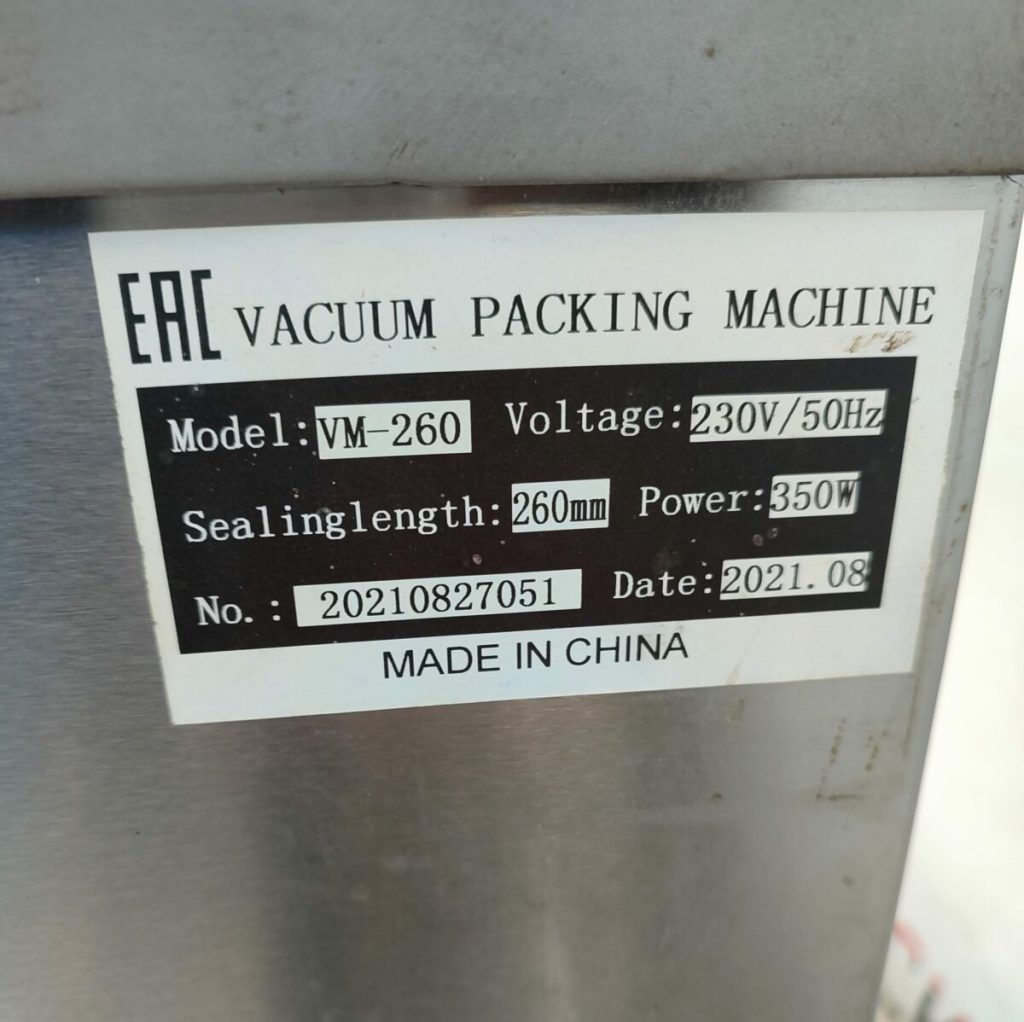 EAC VACUUM PACKING MACHINE
Model: VM-260 Voltage: 230V/50Hz
Sealinglength: 260mm Power: 350W
No.: 20210827051 Date: 2021.08
MADE IN CHINA